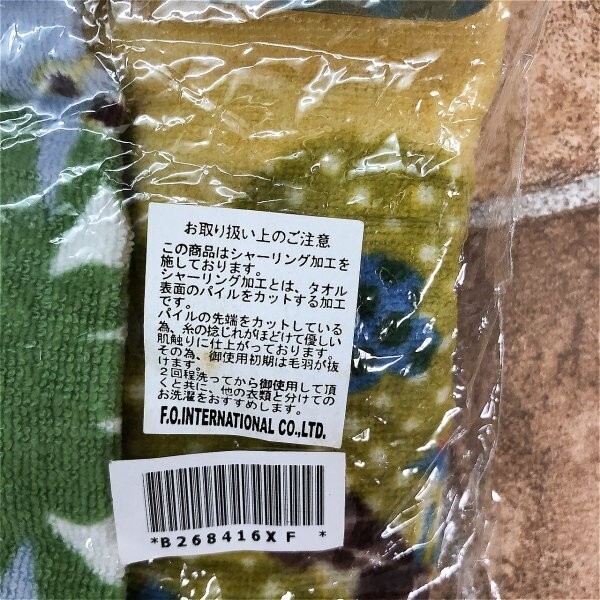 お取り扱い上のご注意
この商品はシャーリング加工を
施しております。
シャーリング加工とは、タオル
表面のパイルをカットする加工
です。
パイルの先端をカットしている
為、糸の捻じれがほどけて優しい
肌触りに仕上がっております。
その為、御使用初期は毛羽が抜
けます。
2回程洗ってから御使用して頂
くと共に、他の衣類と分けての
お洗濯をおすすめします。
F.O.INTERNATIONAL CO.,LTD.
*B268416XF *